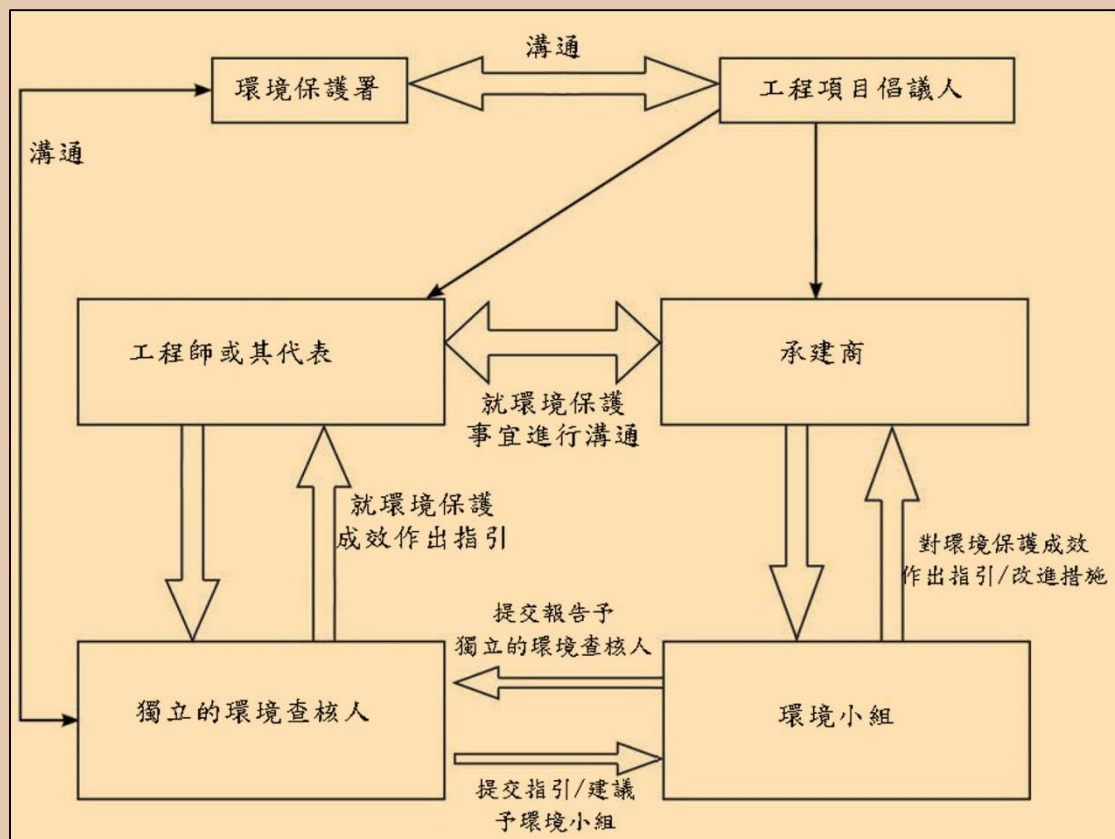 溝通
環境保護署
工程項目倡議人
溝通
工程師或其代表
承建商
就環境保護
事宜進行溝通
就環境保護
成效作出指引
對環境保護成效
作出指引/改進措施
提交報告予
獨立的環境查核人
獨立的環境查核人
環境小組
提交指引/建議
予環境小組